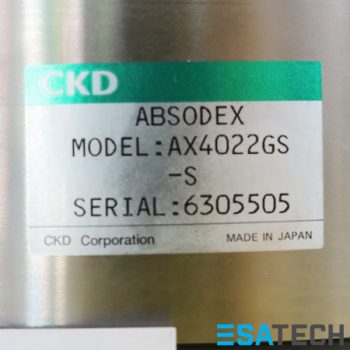 CKD
ABSODEX
MODEL:AX4022GS
-S
SERIAL:6305505
CKD Corporation MADE IN JAPAN
ESATECH